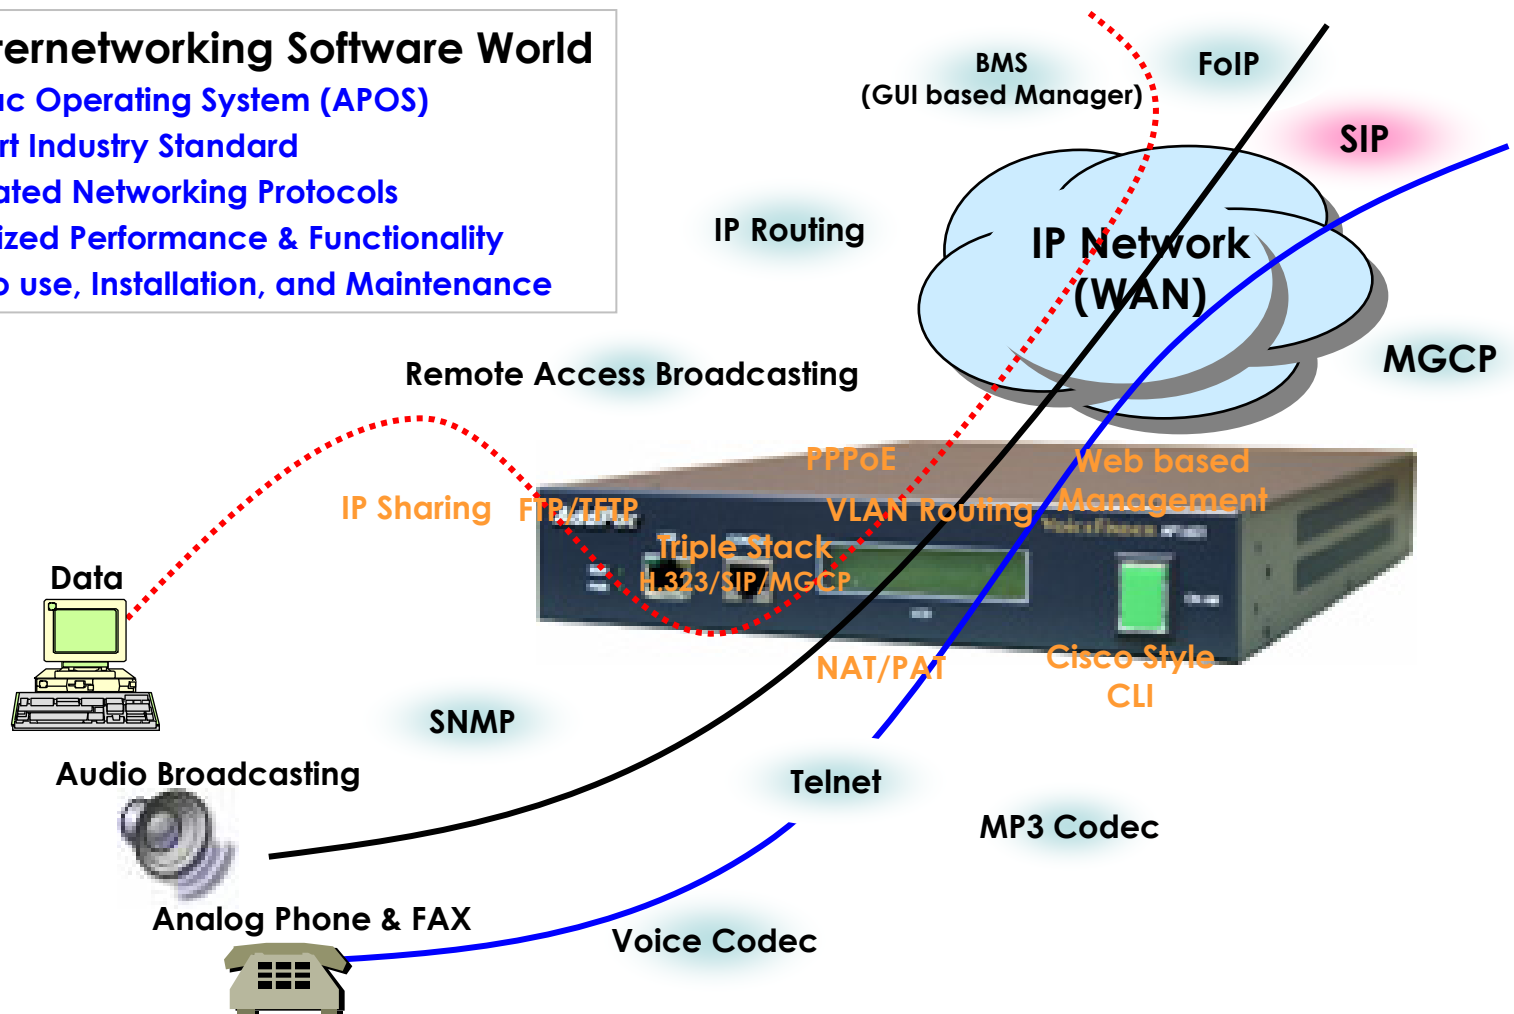 ternetworking Software World
ac Operating System (APOS)
rt Industry Standard
ated Networking Protocols
ized Performance & Functionality
o use, Installation, and Maintenance
BMS
(GUI based Manager)
FoIP
SIP
IP Routing
IP Network
(WAN)
MGCP
Remote Access Broadcasting
PPPoE
Web based
Management
IP Sharing
FTP/TFTP
VLAN Routing
Triple Stack
H.323/SIP/MGCP
Data
NAT/PAT
Cisco Style
CLI
SNMP
Audio Broadcasting
Telnet
MP3 Codec
Analog Phone & FAX
Voice Codec